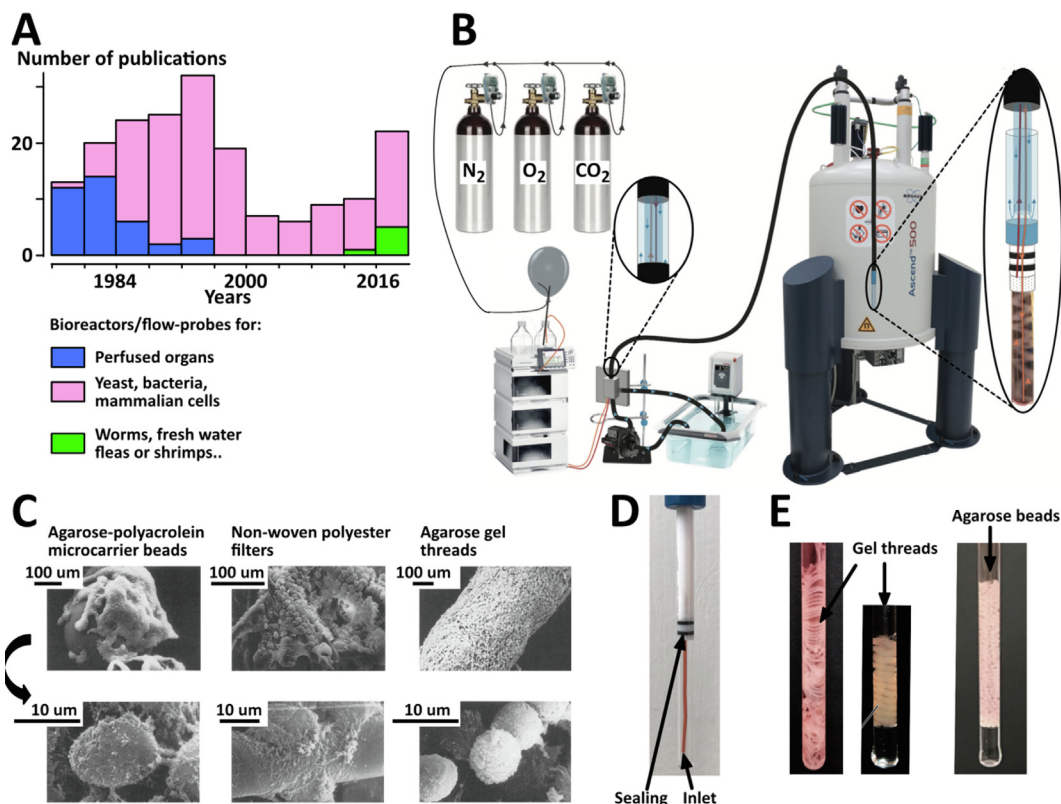 A
Number of publications
20
0
1984
2000
2016
Years
Bioreactors/flow-probes for:
Perfused organs
Yeast, bacteria,
mammalian cells
Worms, fresh water
fleas or shrimps..
B
N2
O2
CO2
BRUKER
Ascend™ 500
C
Agarose-polyacrolein
microcarrier beads
Non-woven polyester
filters
Agarose gel
threads
100 um
100 um
100 um
10 um
10 um
10 um
D
Sealing
Inlet
E
Gel threads
Agarose beads